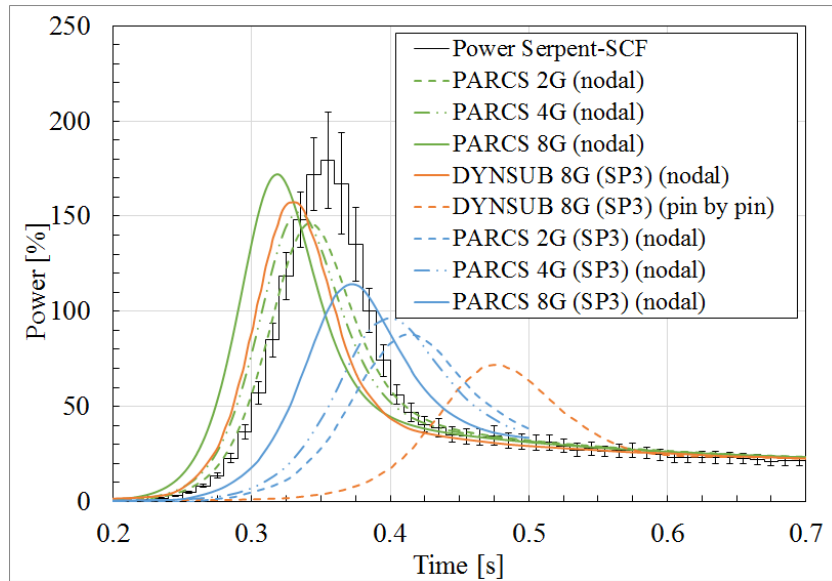 250
200
150
100
50
0
Power [%]
Power Serpent-SCF
PARCS 2G (nodal)
PARCS 4G (nodal)
PARCS 8G (nodal)
DYNSUB 8G (SP3) (nodal)
DYNSUB 8G (SP3) (pin by pin)
PARCS 2G (SP3) (nodal)
PARCS 4G (SP3) (nodal)
PARCS 8G (SP3) (nodal)
0.2 0.3 0.4 0.5 0.6 0.7
Time [s]